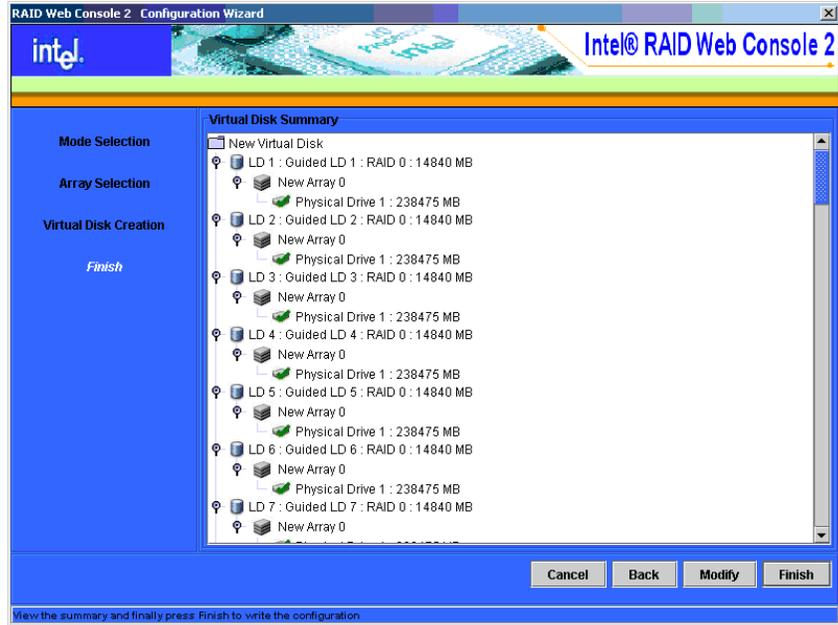 RAID Web Console 2 Configuration Wizard
intel.
Intel® RAID Web Console 2
Mode Selection
Array Selection
Virtual Disk Creation
Finish
Virtual Disk Summary
New Virtual Disk
LD 1 : Guided LD 1 : RAID 0 : 14840 MB
New Array 0
Physical Drive 1 : 238475 MB
LD 2 : Guided LD 2 : RAID 0 : 14840 MB
New Array 0
Physical Drive 1 : 238475 MB
LD 3 : Guided LD 3 : RAID 0 : 14840 MB
New Array 0
Physical Drive 1 : 238475 MB
LD 4 : Guided LD 4 : RAID 0 : 14840 MB
New Array 0
Physical Drive 1 : 238475 MB
LD 5 : Guided LD 5 : RAID 0 : 14840 MB
New Array 0
Physical Drive 1 : 238475 MB
LD 6 : Guided LD 6 : RAID 0 : 14840 MB
New Array 0
Physical Drive 1 : 238475 MB
LD 7 : Guided LD 7 : RAID 0 : 14840 MB
New Array 0
Cancel Back Modify Finish
View the summary and finally press Finish to write the configuration